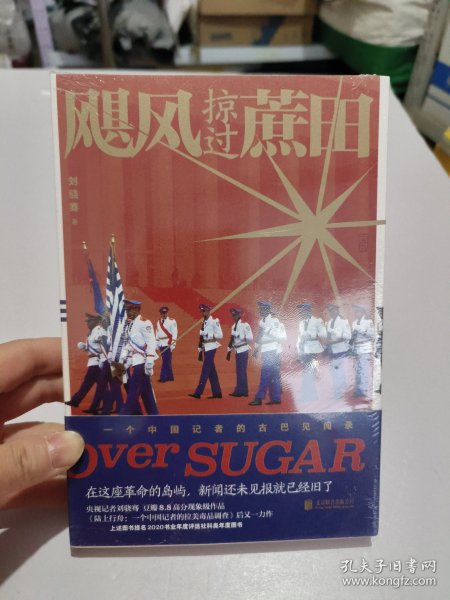 飓风掠过蔗田
刘骁骞 著
一个中国记者的古巴见闻录
over SUGAR
在这座革命的岛屿，新闻还未见报就已经旧了
央视记者刘骁骞 豆瓣8.8高分现象级作品
《陆上行舟：一个中国记者的拉美毒品调查》后又一力作
上述图书提名2020书业年度评选社科类年度图书
北京联合出版公司
孔夫子旧书网
www.kongfz.com